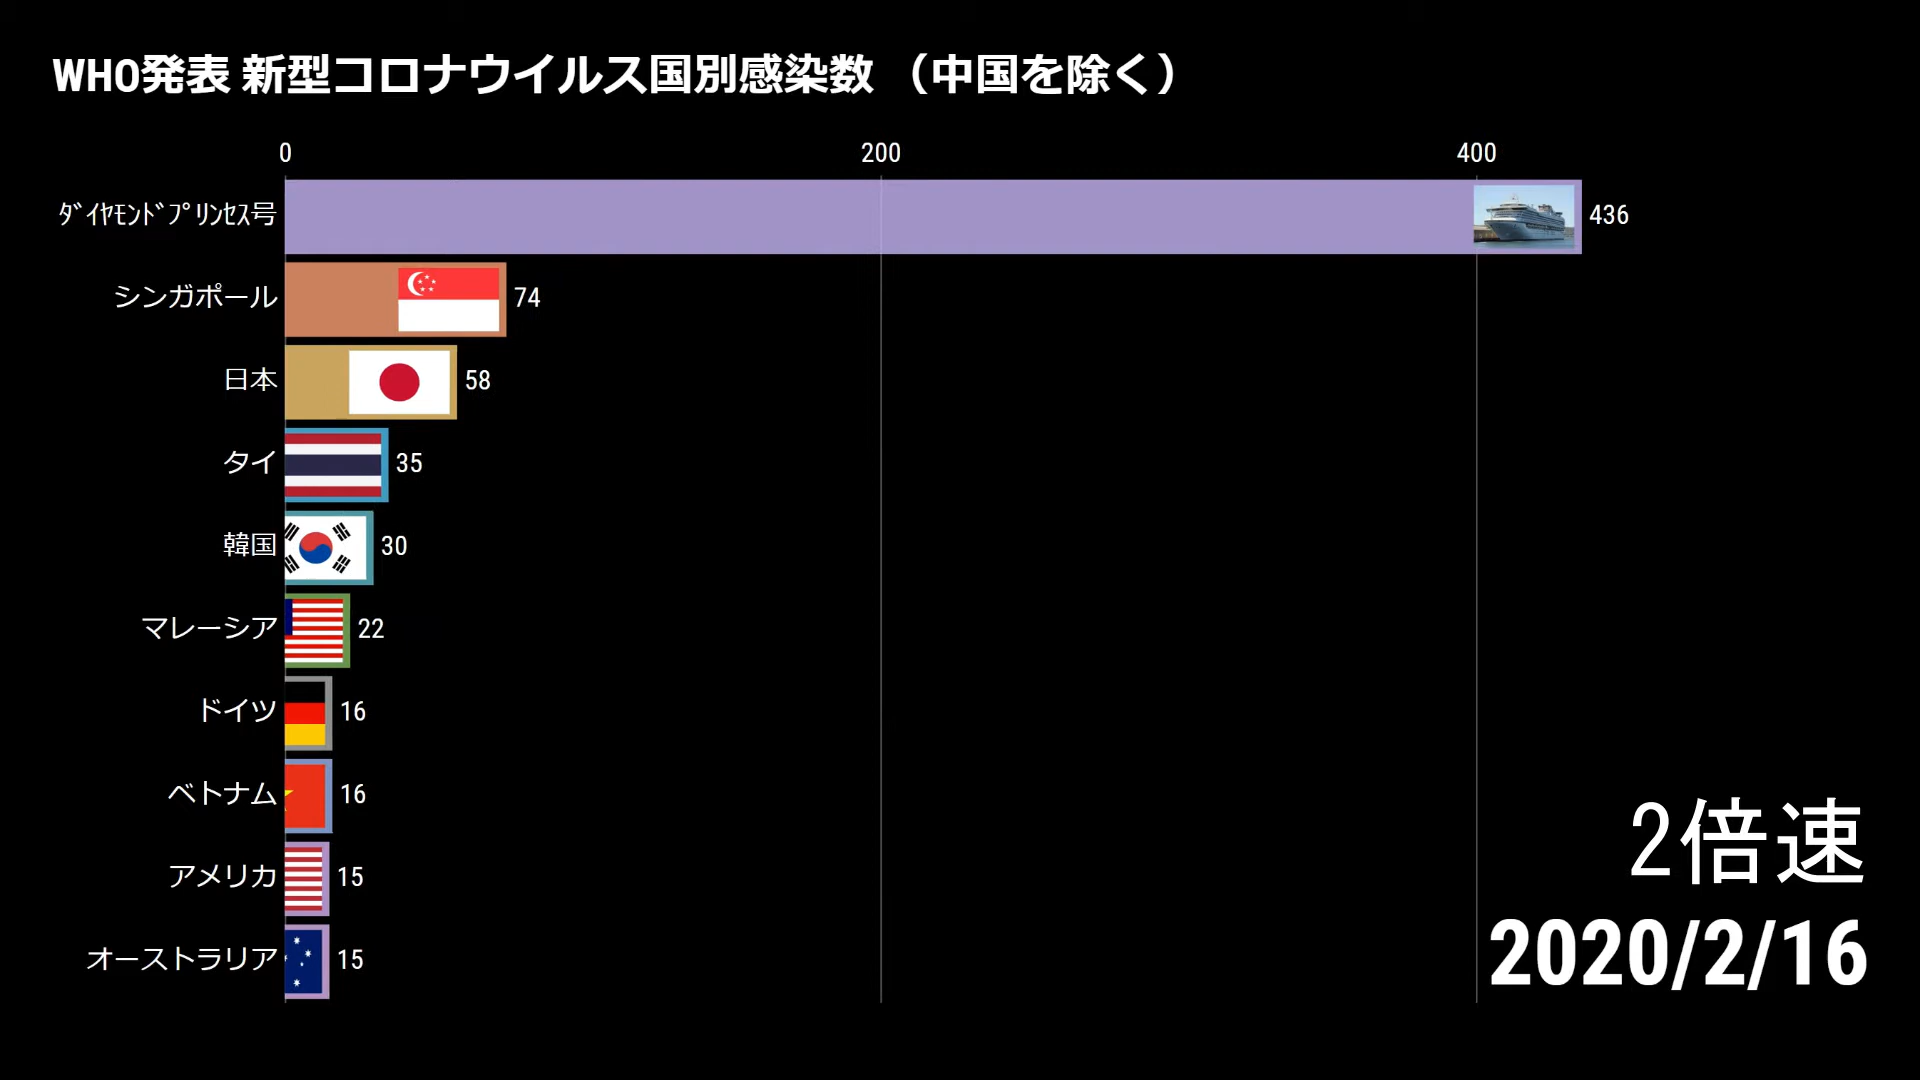 WHO発表 新型コロナウイルス国別感染数 （中国を除く）
0 200 400
ﾀﾞｲﾔﾓﾝﾄﾞﾌﾟﾘﾝｾｽ号 436
シンガポール 74
日本 58
タイ 35
韓国 30
マレーシア 22
ドイツ 16
ベトナム 16
アメリカ 15
オーストラリア 15
2倍速
2020/2/16